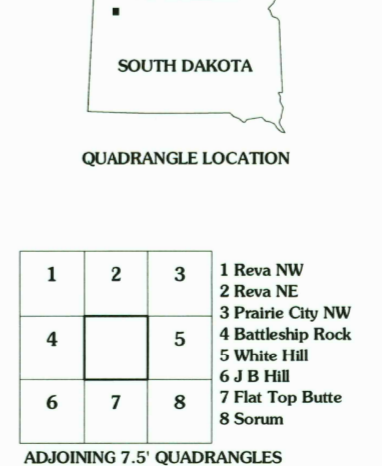 SOUTH DAKOTA
QUADRANGLE LOCATION
1 2 3
4 5
6 7 8
1 Reva NW
2 Reva NE
3 Prairie City NW
4 Battleship Rock
5 White Hill
6 J B Hill
7 Flat Top Butte
8 Sorum
ADJOINING 7.5' QUADRANGLES